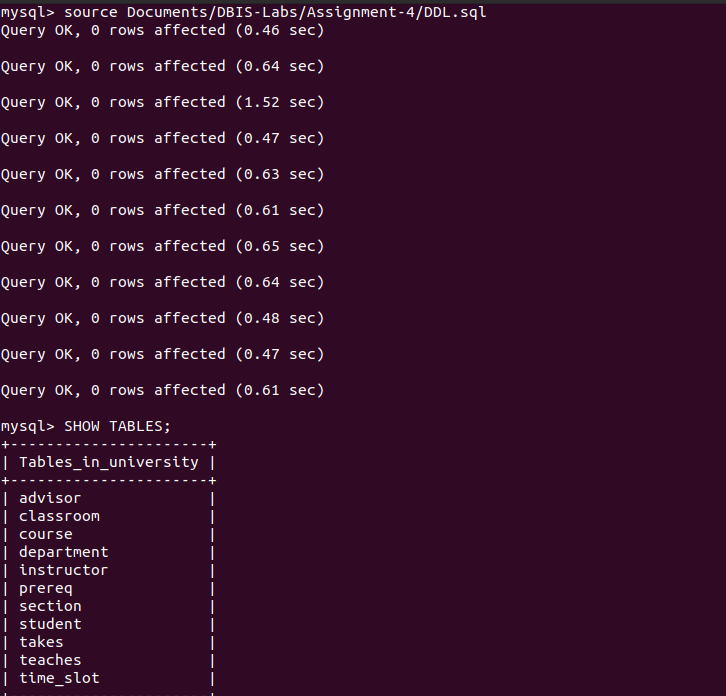 mysql> source Documents/DBIS-Labs/Assignment-4/DDL.sql
Query OK, 0 rows affected (0.46 sec)
Query OK, 0 rows affected (0.64 sec)
Query OK, 0 rows affected (1.52 sec)
Query OK, 0 rows affected (0.47 sec)
Query OK, 0 rows affected (0.63 sec)
Query OK, 0 rows affected (0.61 sec)
Query OK, 0 rows affected (0.65 sec)
Query OK, 0 rows affected (0.64 sec)
Query OK, 0 rows affected (0.48 sec)
Query OK, 0 rows affected (0.47 sec)
Query OK, 0 rows affected (0.61 sec)
mysql> SHOW TABLES;
+----------------------+
| Tables_in_university |
+----------------------+
| advisor              |
| classroom            |
| course               |
| department           |
| instructor           |
| prereq               |
| section              |
| student              |
| takes                |
| teaches              |
| time_slot            |
+----------------------+